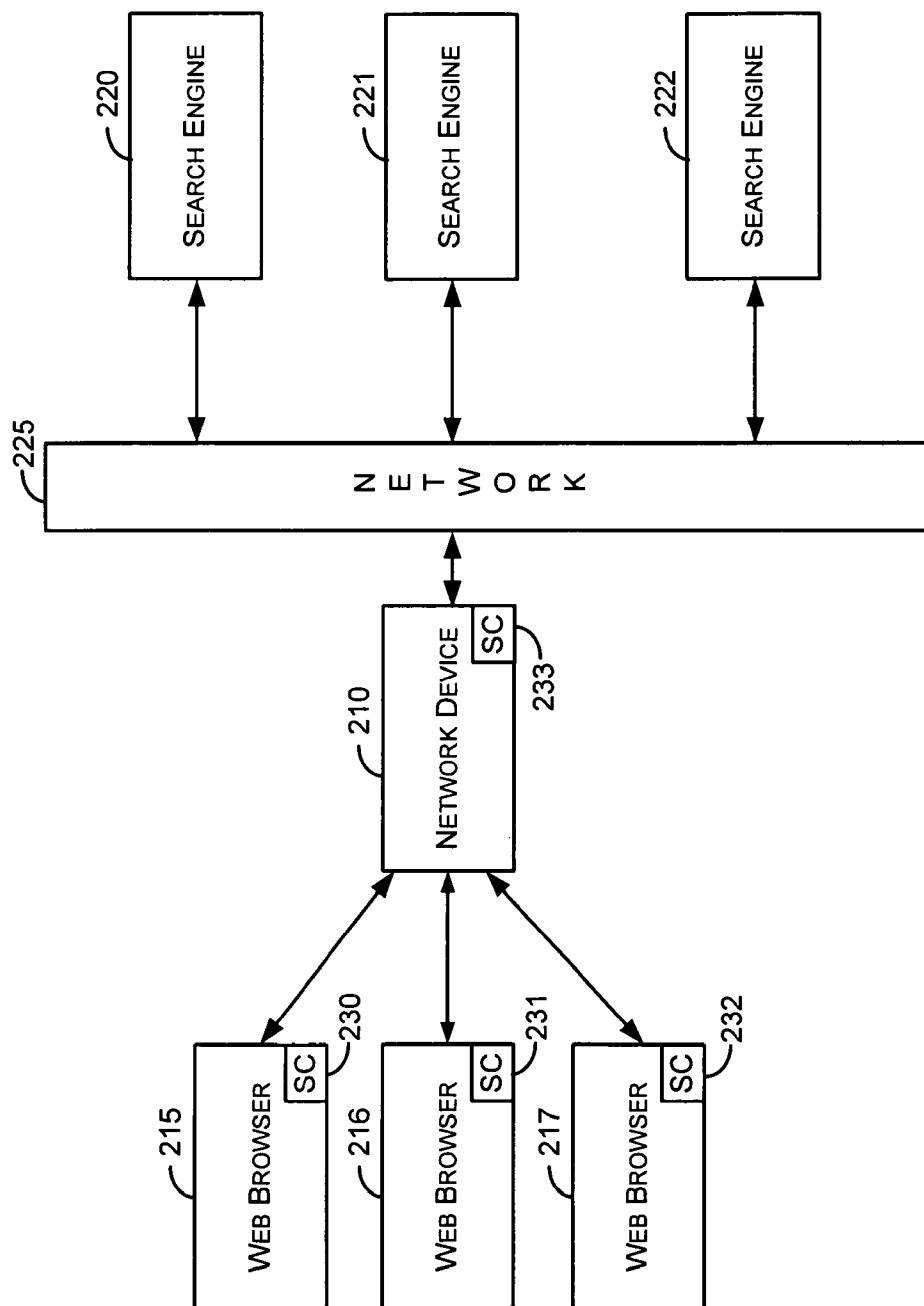 215
WEB BROWSER
SC
230
216
WEB BROWSER
SC
231
217
WEB BROWSER
SC
232
210
NETWORK DEVICE
SC
233
225
NETWORK
220
SEARCH ENGINE
221
SEARCH ENGINE
222
SEARCH ENGINE